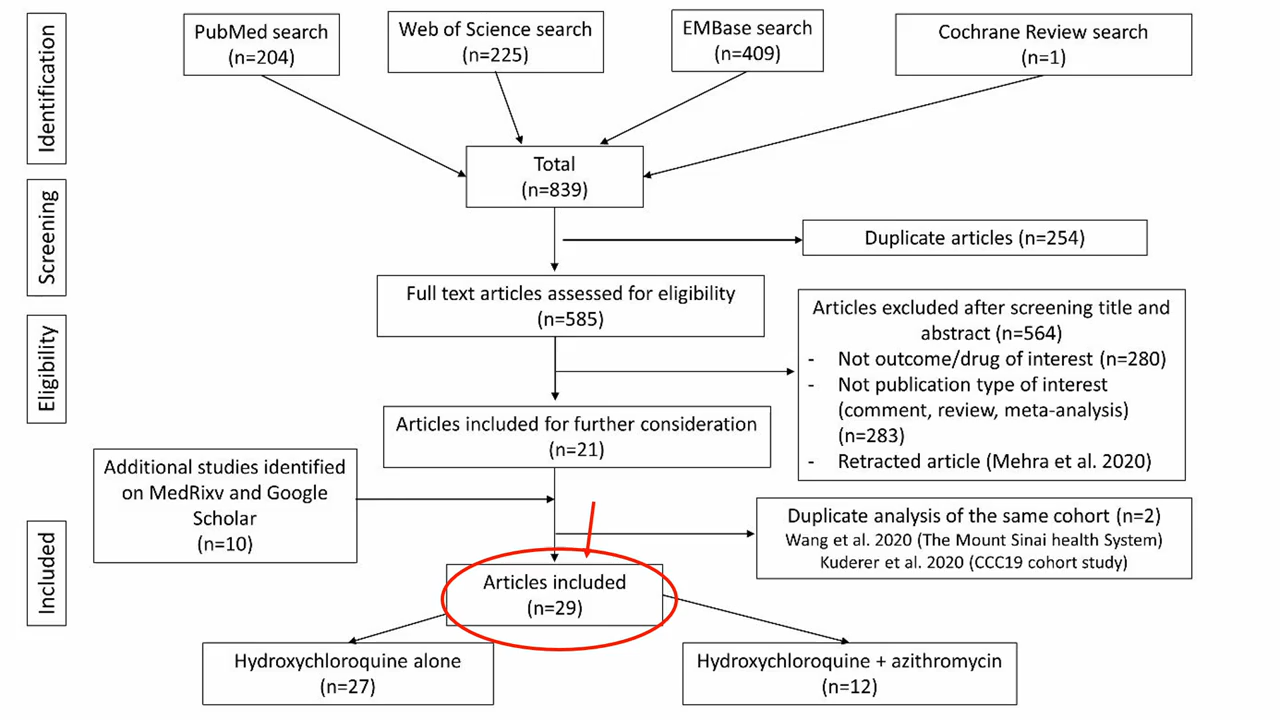 Identification
PubMed search
(n=204)
Web of Science search
(n=225)
EMBase search
(n=409)
Cochrane Review search
(n=1)
Total
(n=839)
Screening
Duplicate articles (n=254)
Full text articles assessed for eligibility
(n=585)
Eligibility
Articles excluded after screening title and
abstract (n=564)
- Not outcome/drug of interest (n=280)
- Not publication type of interest
(comment, review, meta-analysis)
(n=283)
- Retracted article (Mehra et al. 2020)
Articles included for further consideration
(n=21)
Additional studies identified
on MedRixv and Google
Scholar
(n=10)
Duplicate analysis of the same cohort (n=2)
Wang et al. 2020 (The Mount Sinai health System)
Kuderer et al. 2020 (CCC19 cohort study)
Included
Articles included
(n=29)
Hydroxychloroquine alone
(n=27)
Hydroxychloroquine + azithromycin
(n=12)